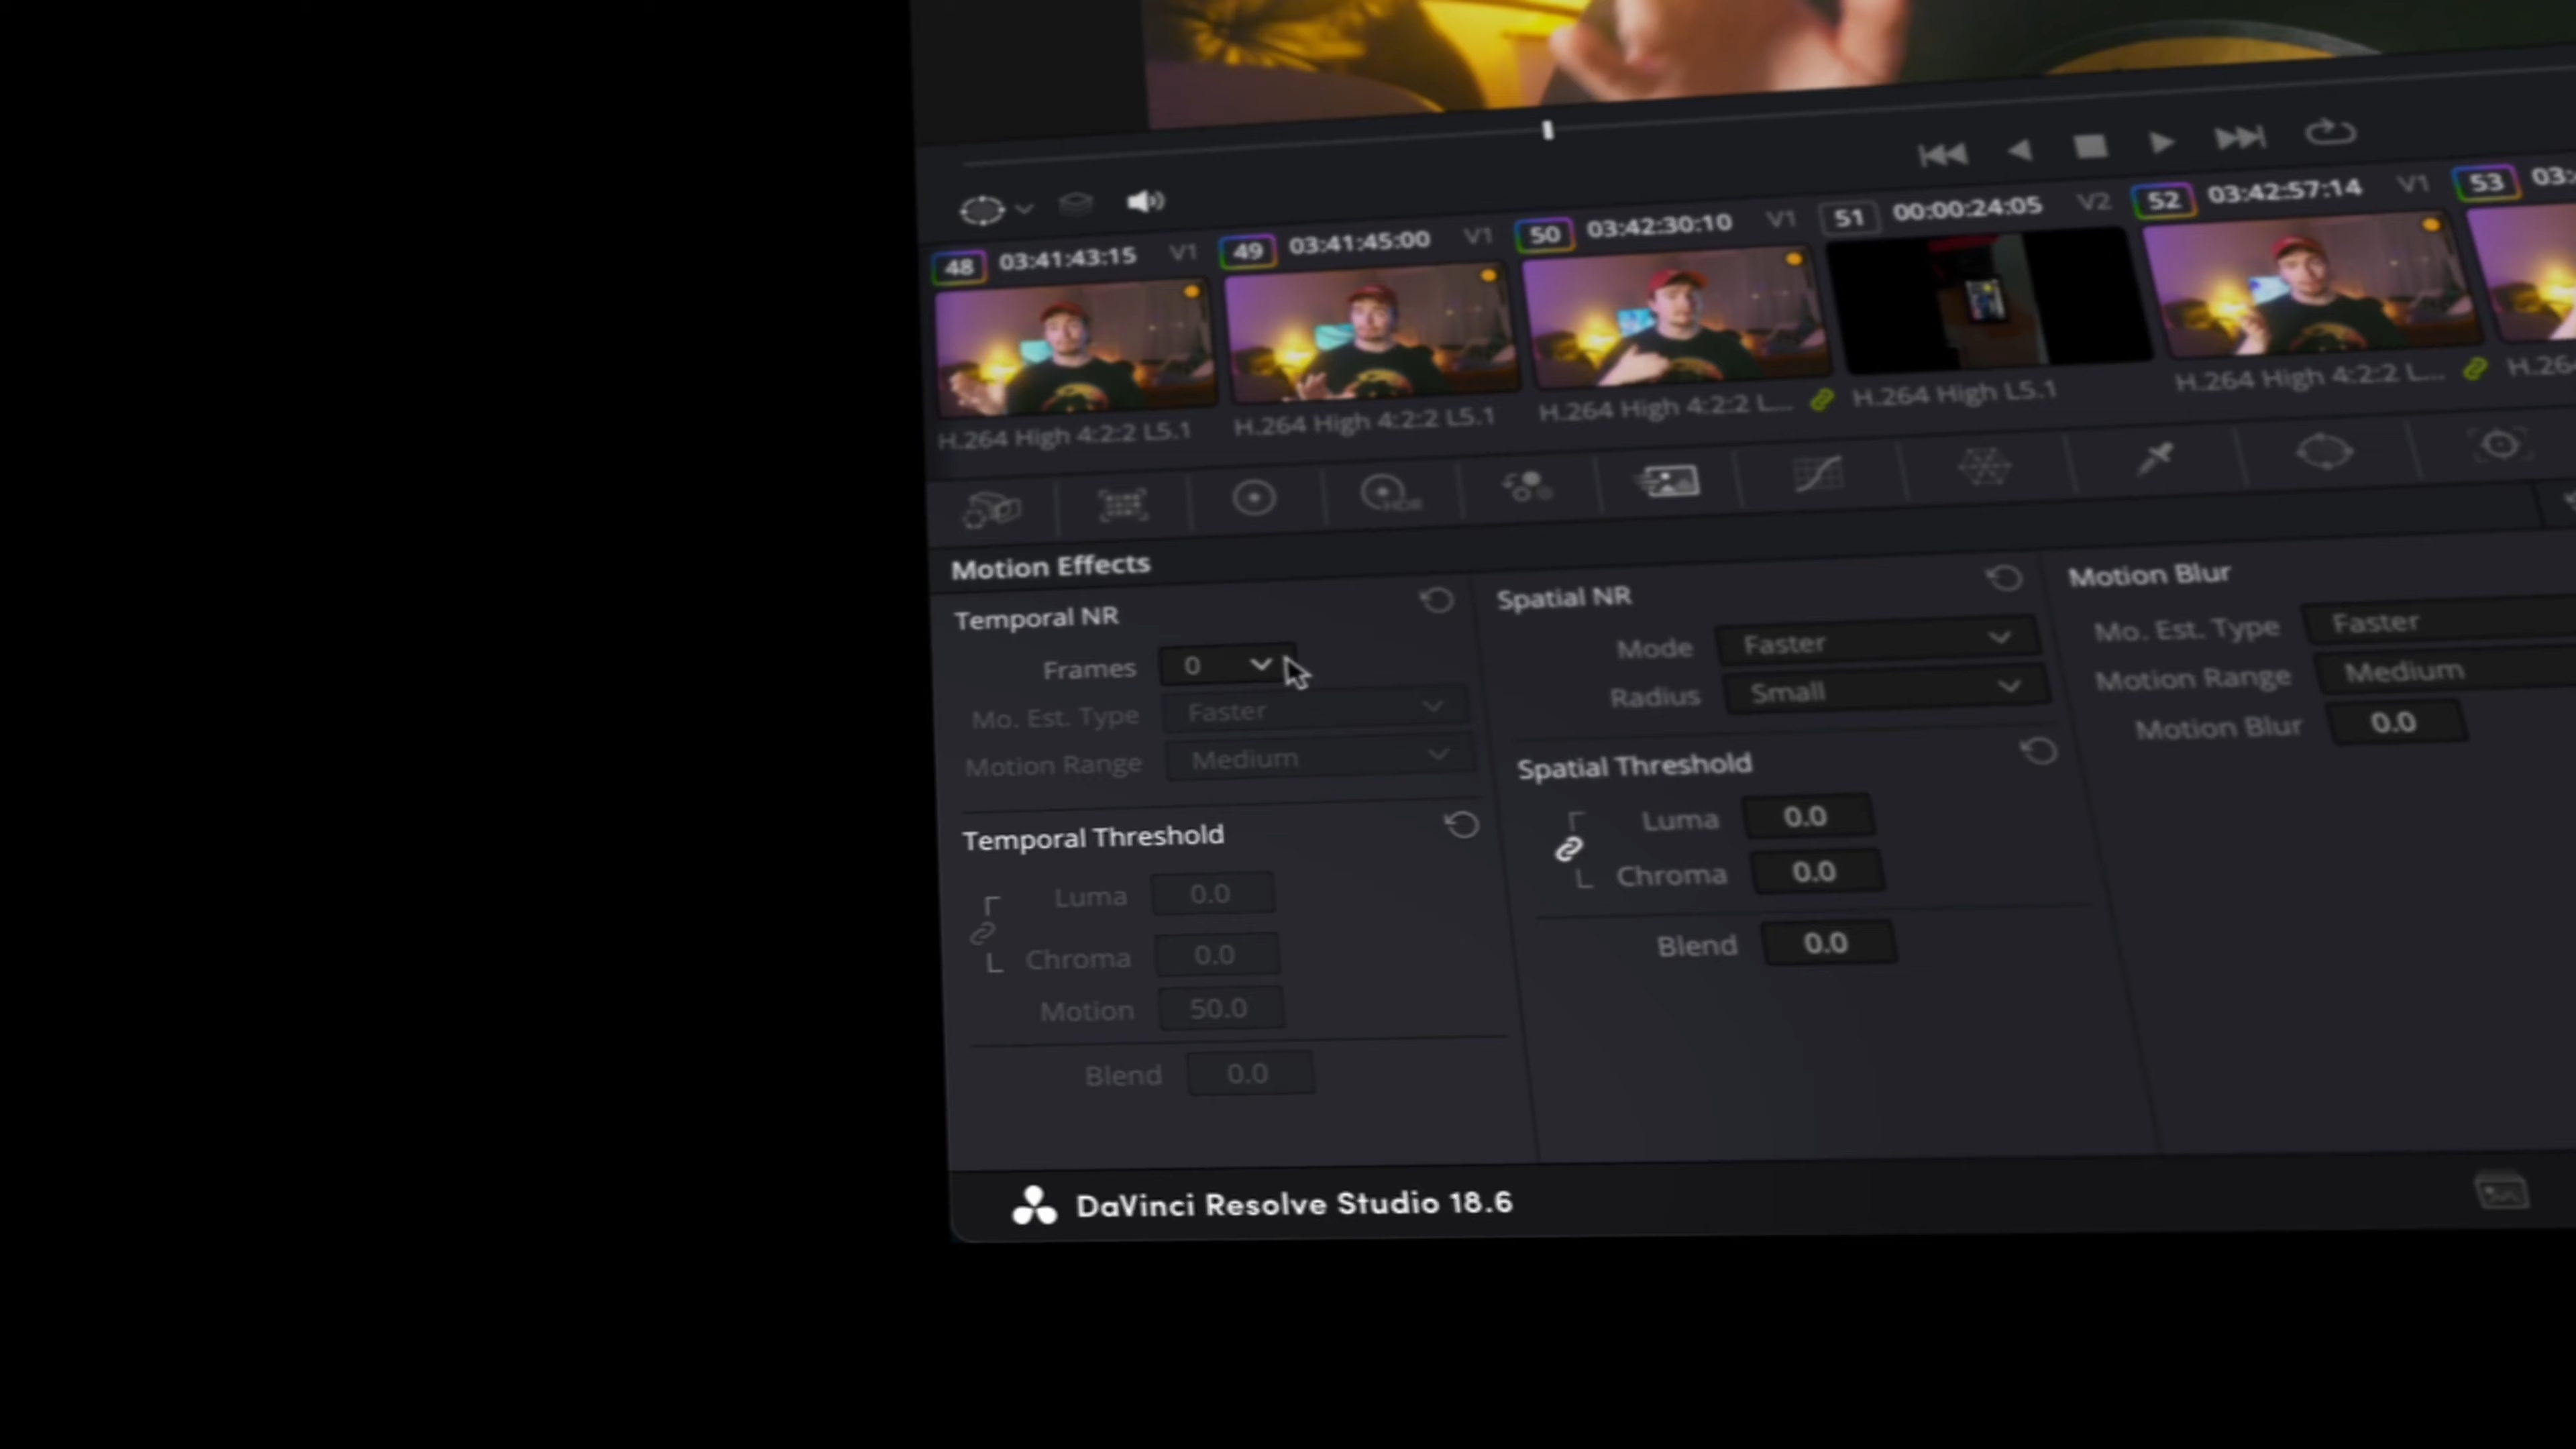 48 03:41:43:15 V1 49 03:41:45:00 V1 50 03:42:30:10 V1 51 00:00:24:05 V2 52 03:42:57:14 V1 53 03:
H.264 High 4:2:2 L5.1 H.264 High 4:2:2 L5.1 H.264 High 4:2:2 L... H.264 High L5.1 H.264 High 4:2:2 L... H.26
HDR
Motion Effects
Temporal NR
Frames 0
Mo. Est. Type Faster
Motion Range Medium
Temporal Threshold
Luma 0.0
Chroma 0.0
Motion 50.0
Blend 0.0
Spatial NR
Mode Faster
Radius Small
Spatial Threshold
Luma 0.0
Chroma 0.0
Blend 0.0
Motion Blur
Mo. Est. Type Faster
Motion Range Medium
Motion Blur 0.0
DaVinci Resolve Studio 18.6